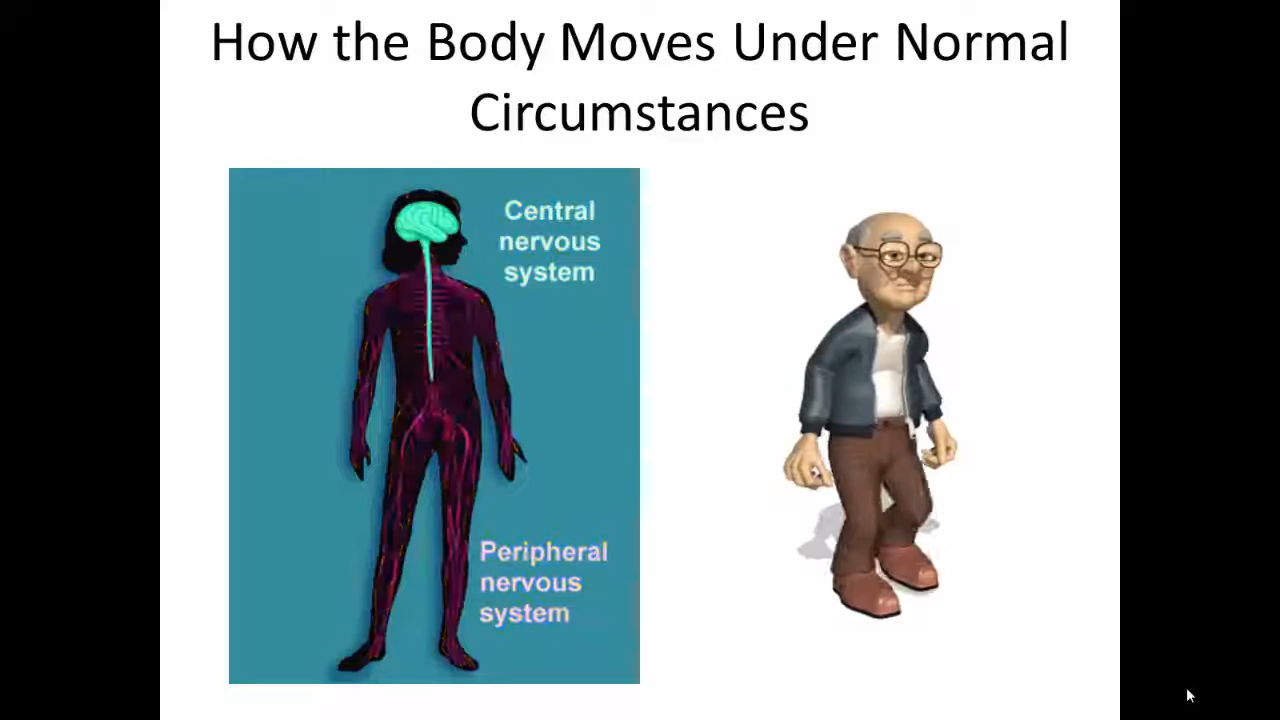 How the Body Moves Under Normal
Circumstances
Central
nervous
system
Peripheral
nervous
system